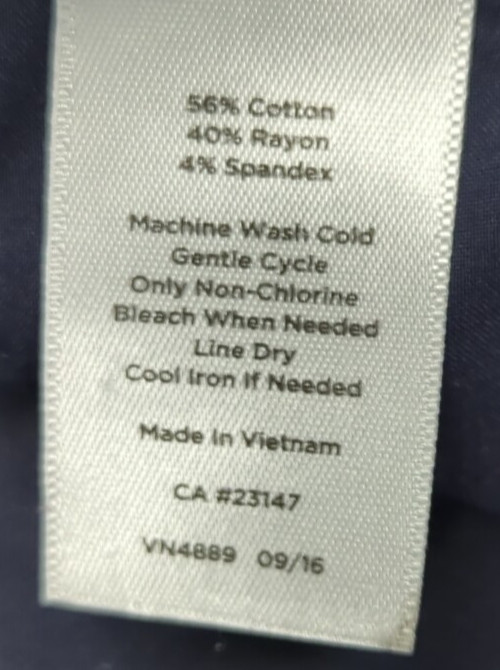 56% Cotton
40% Rayon
4% Spandex
Machine Wash Cold
Gentle Cycle
Only Non-Chlorine
Bleach When Needed
Line Dry
Cool Iron If Needed
Made In Vietnam
CA #23147
VN4889 09/16